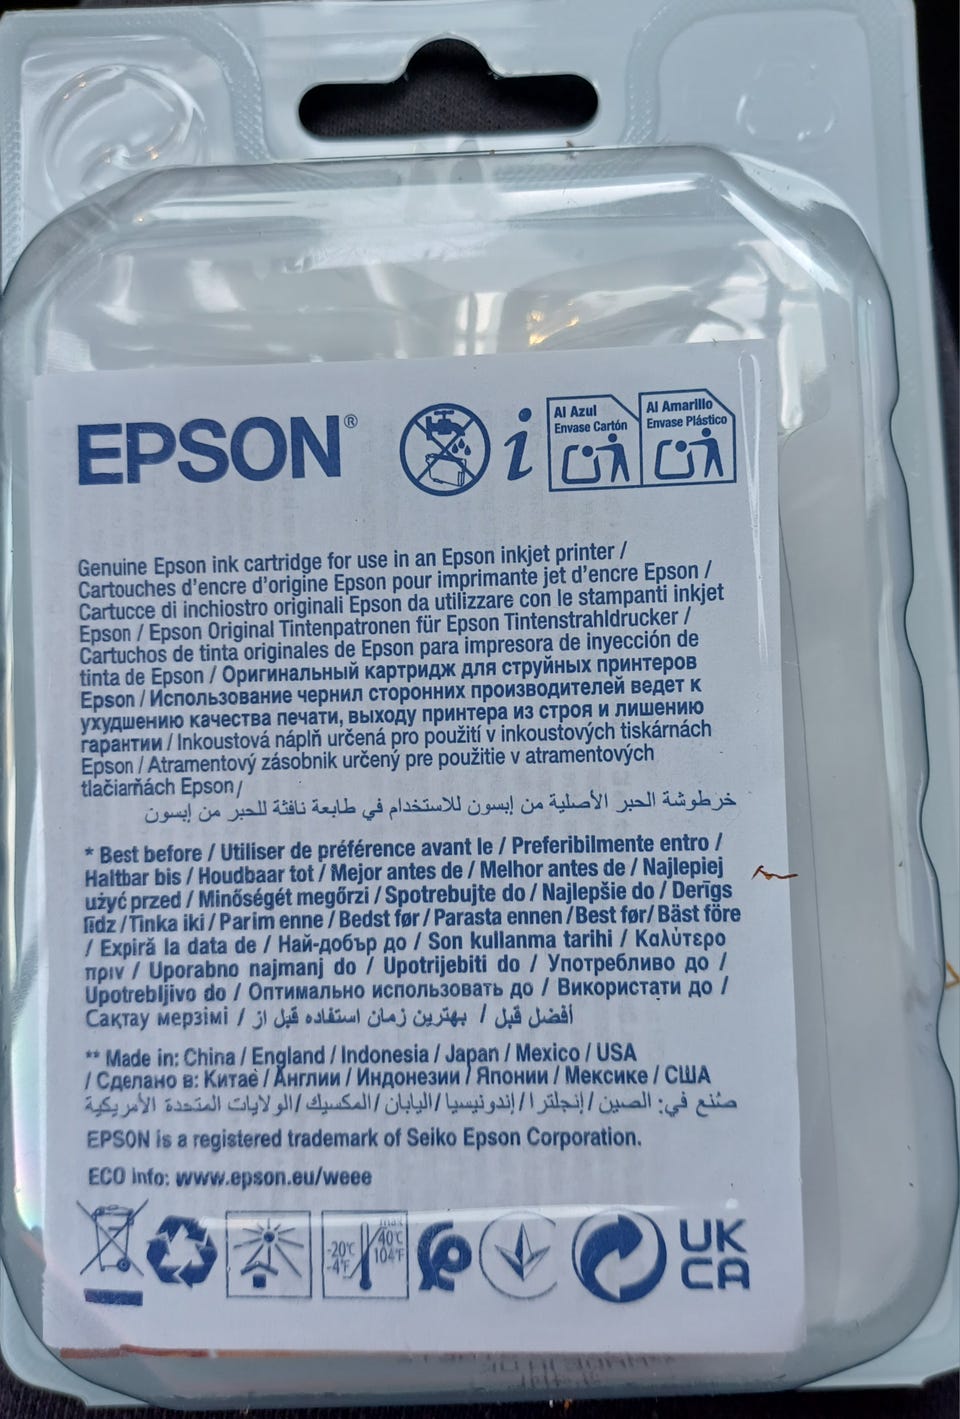 EPSON®
Al Azul
Envase Cartón
Al Amarillo
Envase Plástico
Genuine Epson ink cartridge for use in an Epson inkjet printer /
Cartouches d'encre d'origine Epson pour imprimante jet d'encre Epson /
Cartucce di inchiostro originali Epson da utilizzare con le stampanti inkjet
Epson / Epson Original Tintenpatronen für Epson Tintenstrahldrucker /
Cartuchos de tinta originales de Epson para impresora de inyección de
tinta de Epson / Оригинальный картридж для струйных принтеров
Epson / Использование чернил сторонних производителей ведет к
ухудшению качества печати, выходу принтера из строя и лишению
гарантии / Inkoustová náplň určená pro použití v inkoustových tiskárnách
Epson / Atramentový zásobnik určený pre použitie v atramentových
tlačiarňách Epson/
خرطوشة الحبر الأصلية من إبسون للاستخدام في طابعة نافثة للحبر من إبسون
* Best before / Utiliser de préférence avant le / Preferibilmente entro /
Haltbar bis / Houdbaar tot / Mejor antes de / Melhor antes de / Najlepiej
użyć przed / Minőségét megőrzi / Spotrebujte do / Najlepšie do / Derīgs
līdz / Tinka iki / Parim enne / Bedst før / Parasta ennen / Best før/ Bäst före
/ Expiră la data de / Най-добър до / Son kullanma tarihi / Καλύτερο
πριν / Uporabno najmanj do / Upotrijebiti do / Употребливо до /
Upotrebljivo do / Оптимально использовать до / Використати до /
Сақтау мерзімі / بهترین زمان استفاده قبل از / أفضل قبل
** Made in: China / England / Indonesia / Japan / Mexico / USA
/ Сделано в: Китае / Англии / Индонезии / Японии / Мексике / США
صُنع في: الصين / إنجلترا / إندونيسيا / اليابان / المكسيك / الولايات المتحدة الأمريكية
EPSON is a registered trademark of Seiko Epson Corporation.
ECO Info: www.epson.eu/weee
-20°C
-4°F
max
40°C
104°F
UK
CA